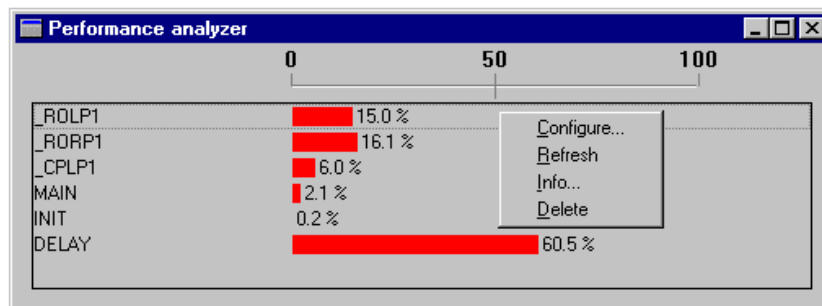 Performance analyzer
0 50 100
_ROLP1 15.0 %
_RORP1 16.1 %
_CPLP1 6.0 %
MAIN 2.1 %
INIT 0.2 %
DELAY 60.5 %
Configure...
Refresh
Info...
Delete